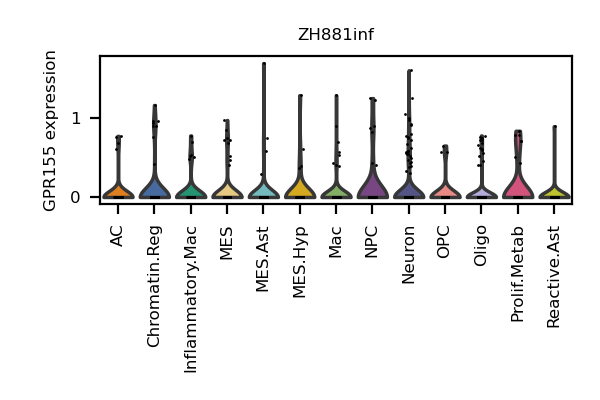 ZH881inf
GPR155 expression
1
0
AC
Chromatin.Reg
Inflammatory.Mac
MES
MES.Ast
MES.Hyp
Mac
NPC
Neuron
OPC
Oligo
Prolif.Metab
Reactive.Ast